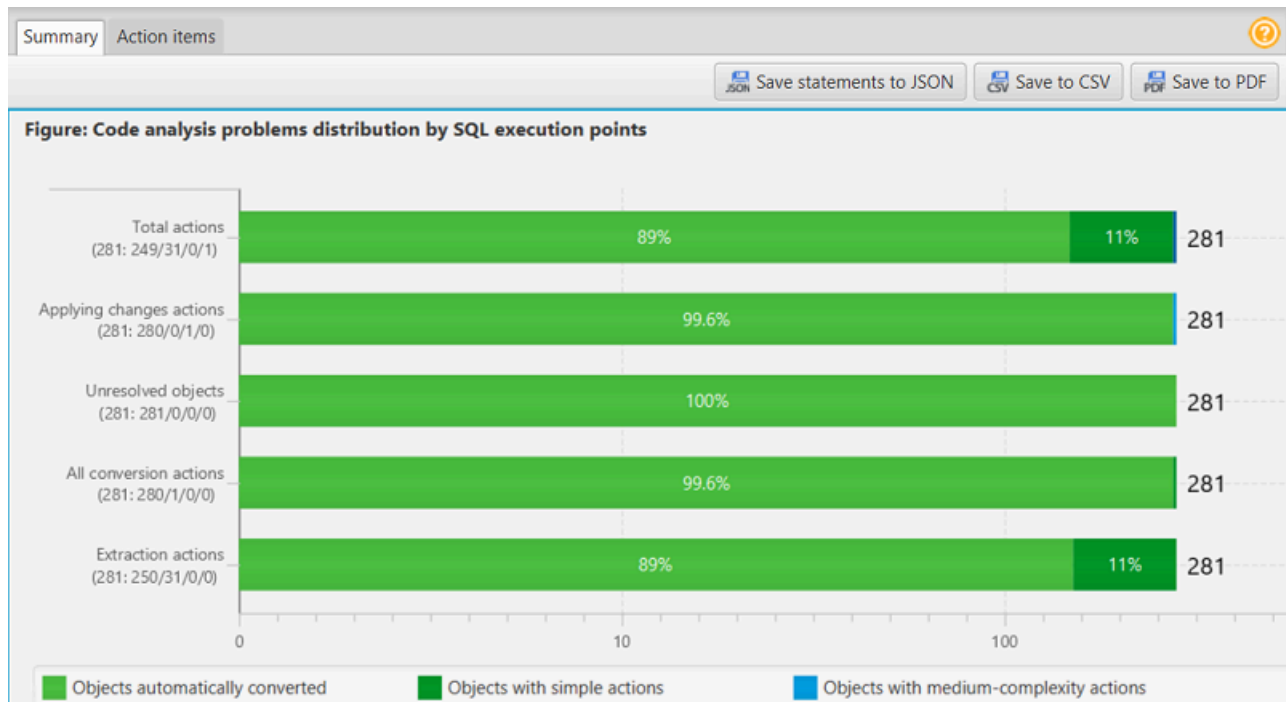 Summary Action items
JSON Save statements to JSON CSV Save to CSV PDF Save to PDF
Figure: Code analysis problems distribution by SQL execution points
Total actions
(281: 249/31/0/1)
89% 11% 281
Applying changes actions
(281: 280/0/1/0)
99.6% 281
Unresolved objects
(281: 281/0/0/0)
100% 281
All conversion actions
(281: 280/1/0/0)
99.6% 281
Extraction actions
(281: 250/31/0/0)
89% 11% 281
0 10 100
Objects automatically converted Objects with simple actions Objects with medium-complexity actions